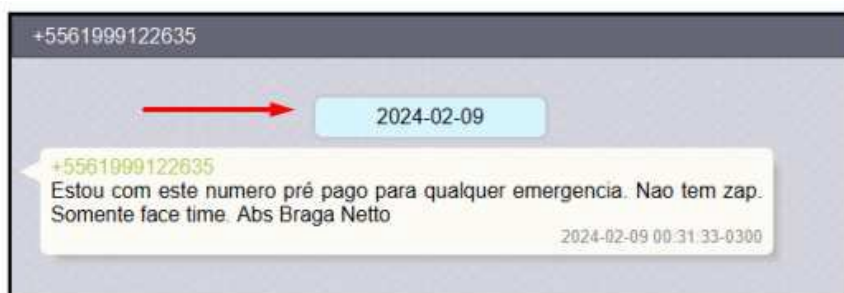 +5561999122635
2024-02-09
+5561999122635
Estou com este numero pré pago para qualquer emergencia. Nao tem zap.
Somente face time. Abs Braga Netto
2024-02-09 00:31:33-0300